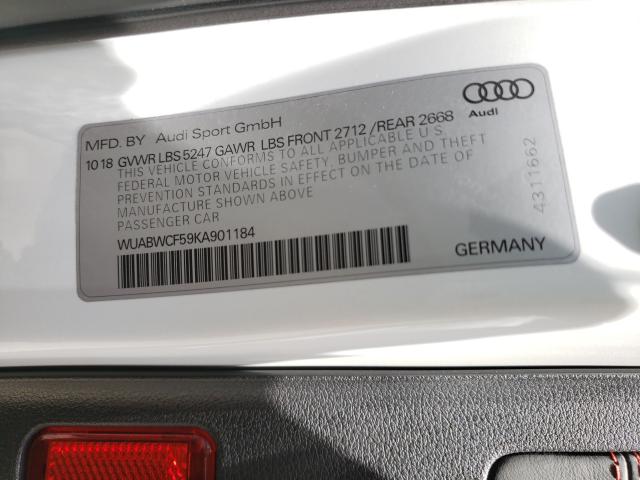 MFD. BY Audi Sport GmbH
Audi
10 18 GVWR LBS 5247 GAWR LBS FRONT 2712 /REAR 2668
THIS VEHICLE CONFORMS TO ALL APPLICABLE U.S.
FEDERAL MOTOR VEHICLE SAFETY, BUMPER AND THEFT
PREVENTION STANDARDS IN EFFECT ON THE DATE OF
MANUFACTURE SHOWN ABOVE
PASSENGER CAR
4311662
WUABWCF59KA901184
GERMANY